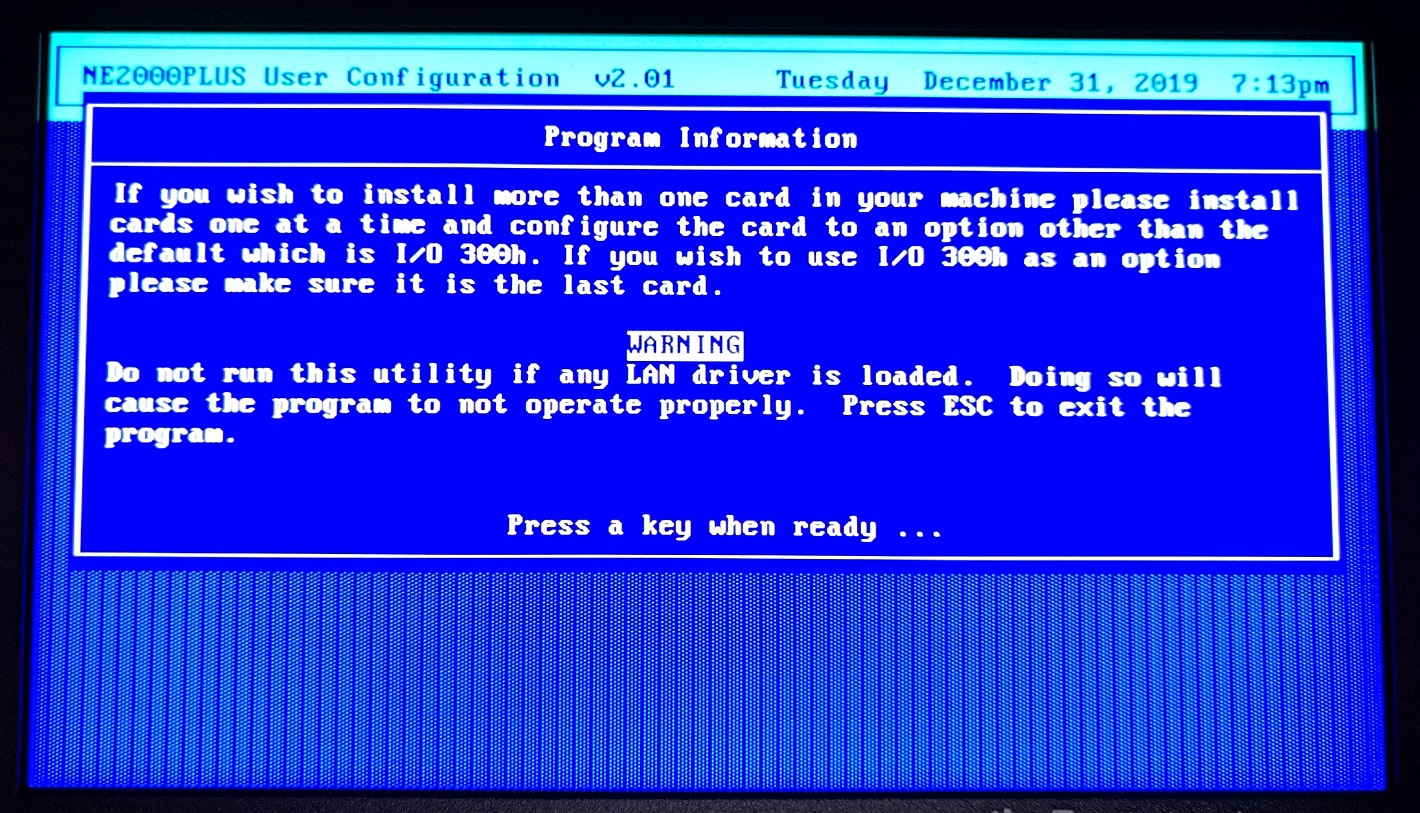 NE2000PLUS User Configuration v2.01 Tuesday December 31, 2019 7:13pm
Program Information
If you wish to install more than one card in your machine please install
cards one at a time and configure the card to an option other than the
default which is I/O 300h. If you wish to use I/O 300h as an option
please make sure it is the last card.
WARNING
Do not run this utility if any LAN driver is loaded. Doing so will
cause the program to not operate properly. Press ESC to exit the
program.
Press a key when ready ...